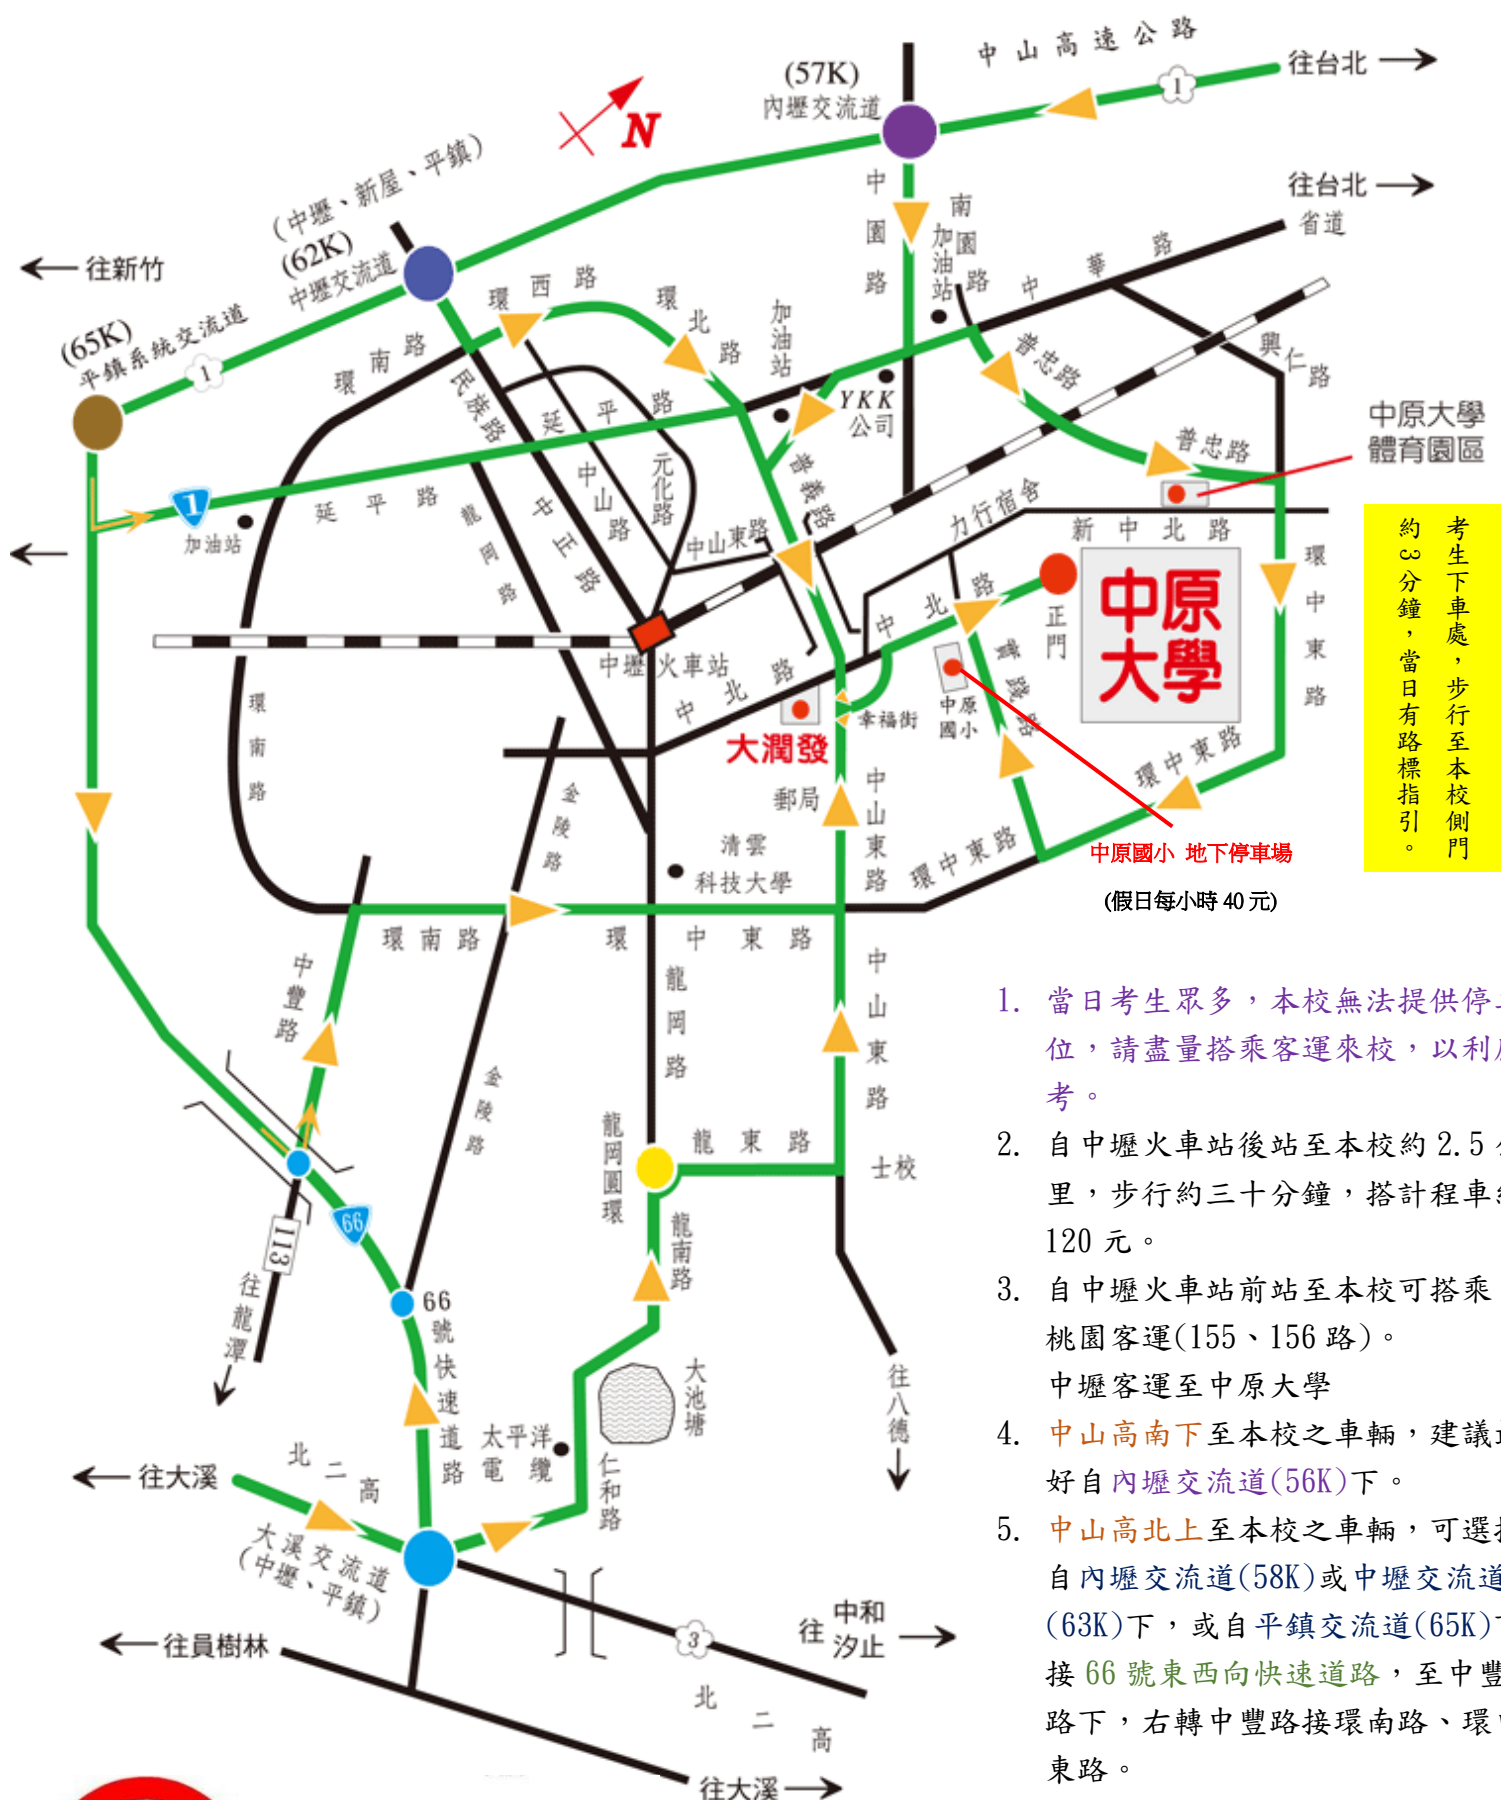 中山高速公路
(57K)
內壢交流道
1
往台北
N
中園路
南園路
加油站
往台北
省道
(中壢、新屋、平鎮)
(62K)
中壢交流道
往新竹
環西路
環北路
加油站
中華路
(65K)
平鎮系統交流道
1
環南路
民族路
延平路
YKK
公司
普忠路
興仁路
中原大學
體育園區
普忠路
元化路
中山路
普義路
1
延平路
龍岡路
中正路
加油站
中山東路
力行宿舍
新中北路
考生下車處，步行至本校側門
約3分鐘，當日有路標指引。
環中東路
中北路
正門
中原
大學
中壢火車站
實踐路
中原
國小
幸福街
中北路
大潤發
環南路
郵局
中山東路
環中東路
金陵路
清雲
科技大學
環中東路
中原國小 地下停車場
(假日每小時 40 元)
環南路
環中東路
中豐路
龍岡路
中山東路
金陵路
龍岡圓環
龍東路
士校
66
113
往龍潭
龍南路
66
號快速道路
大池塘
往八德
太平洋
電纜
仁和路
北二高
往大溪
大溪交流道
(中壢、平鎮)
往員樹林
3
往
中和
汐止
北二高
往大溪
1. 當日考生眾多，本校無法提供停
位，請盡量搭乘客運來校，以利
考。
2. 自中壢火車站後站至本校約 2.5
里，步行約三十分鐘，搭計程車
120 元。
3. 自中壢火車站前站至本校可搭乘
桃園客運(155、156 路)。
中壢客運至中原大學
4. 中山高南下至本校之車輛，建議
好自內壢交流道(56K)下。
5. 中山高北上至本校之車輛，可選
自內壢交流道(58K)或中壢交流道
(63K)下，或自平鎮交流道(65K)
接 66 號東西向快速道路，至中豐
路下，右轉中豐路接環南路、環
東路。